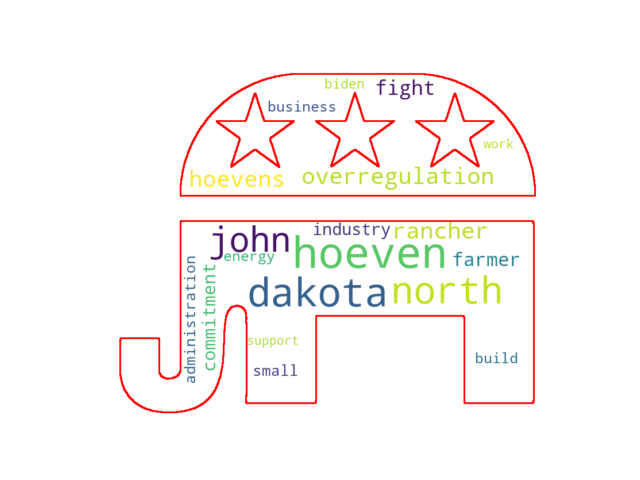 biden
fight
business
work
hoevens
overregulation
john
industry
rancher
hoeven
energy
farmer
dakota
north
administration
commitment
support
small
build